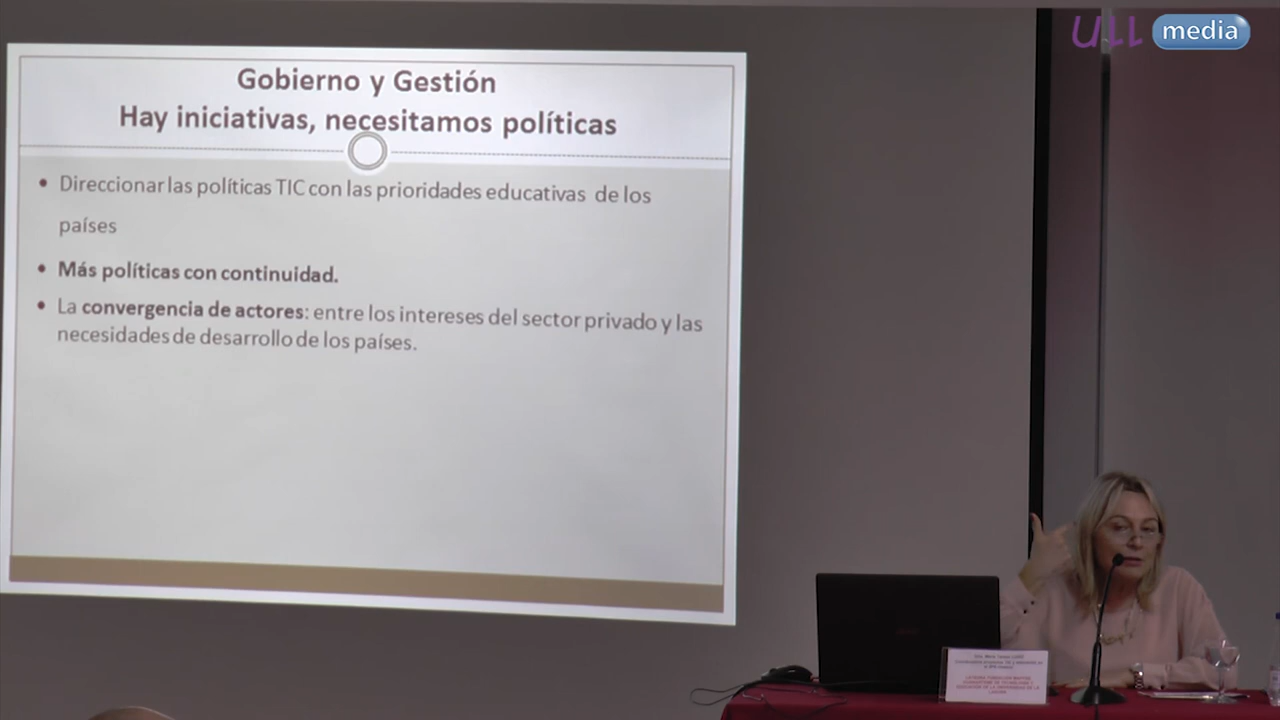 ULL media
Gobierno y Gestión
Hay iniciativas, necesitamos políticas
• Direccionar las políticas TIC con las prioridades educativas de los
países
• Más políticas con continuidad.
• La convergencia de actores: entre los intereses del sector privado y las
necesidades de desarrollo de los países.